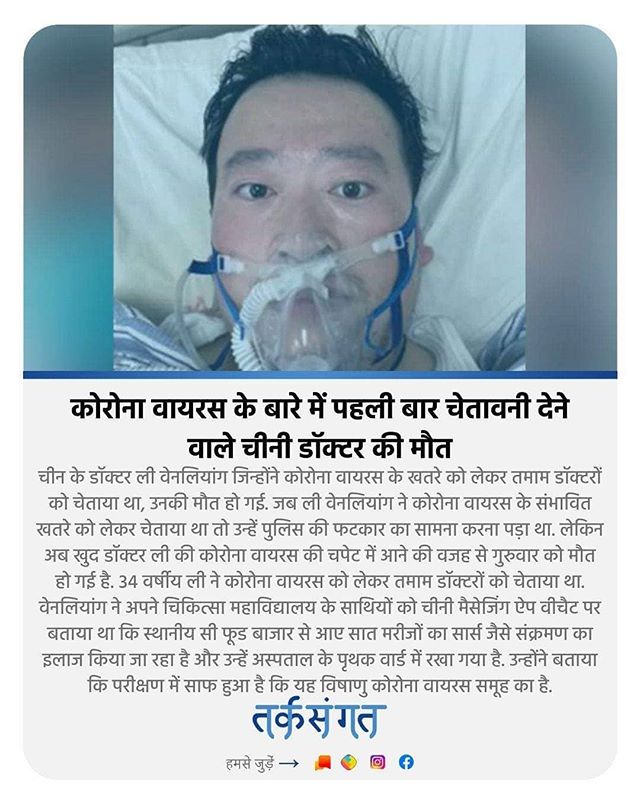 कोरोना वायरस के बारे में पहली बार चेतावनी देने
वाले चीनी डॉक्टर की मौत
चीन के डॉक्टर ली वेनलियांग जिन्होंने कोरोना वायरस के खतरे को लेकर तमाम डॉक्टरों
को चेताया था, उनकी मौत हो गई. जब ली वेनलियांग ने कोरोना वायरस के संभावित
खतरे को लेकर चेताया था तो उन्हें पुलिस की फटकार का सामना करना पड़ा था. लेकिन
अब खुद डॉक्टर ली की कोरोना वायरस की चपेट में आने की वजह से गुरुवार को मौत
हो गई है. 34 वर्षीय ली ने कोरोना वायरस को लेकर तमाम डॉक्टरों को चेताया था.
वेनलियांग ने अपने चिकित्सा महाविद्यालय के साथियों को चीनी मैसेजिंग ऐप वीचैट पर
बताया था कि स्थानीय सी फूड बाजार से आए सात मरीजों का सार्स जैसे संक्रमण का
इलाज किया जा रहा है और उन्हें अस्पताल के पृथक वार्ड में रखा गया है. उन्होंने बताया
कि परीक्षण में साफ हुआ है कि यह विषाणु कोरोना वायरस समूह का है.
तर्कसंगत
हमसे जुड़ें →